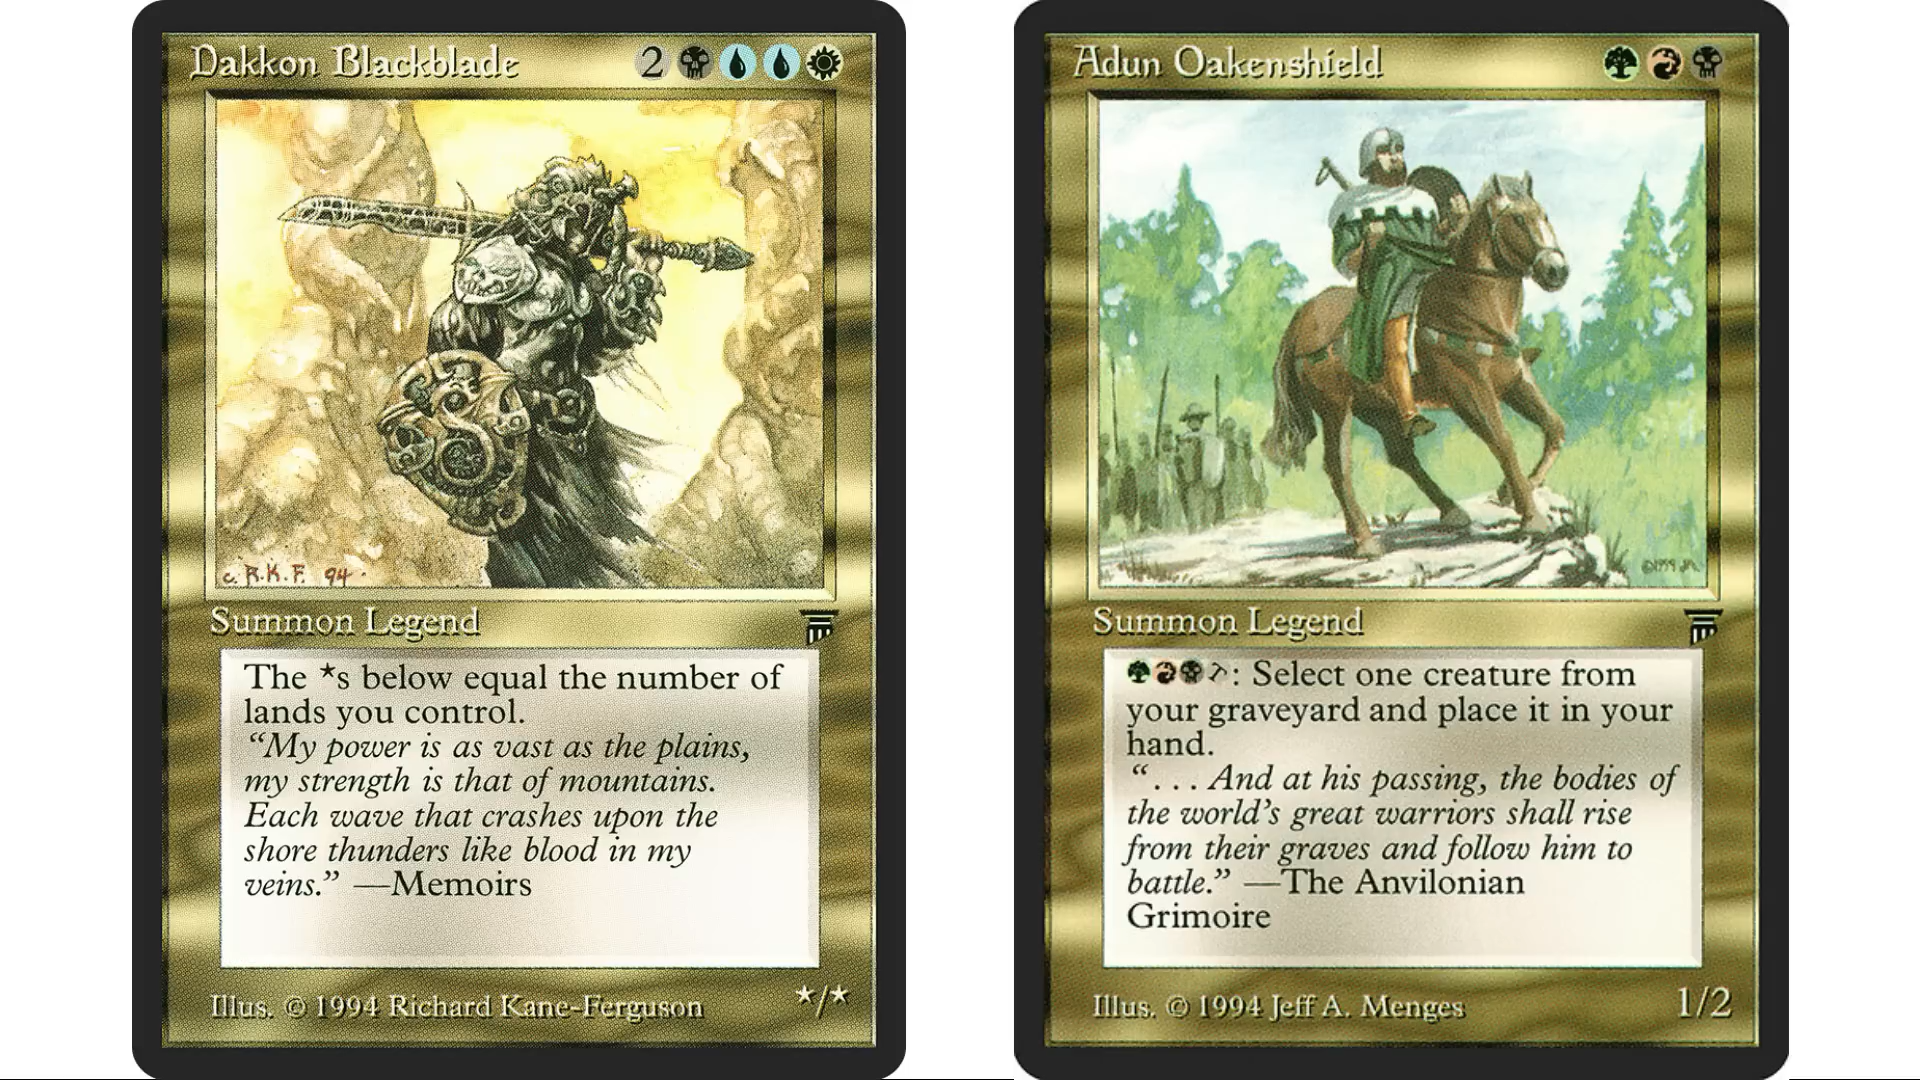 Dakkon Blackblade 2
c. R.K.F. 94.
Summon Legend
The *s below equal the number of
lands you control.
“My power is as vast as the plains,
my strength is that of mountains.
Each wave that crashes upon the
shore thunders like blood in my
veins.” —Memoirs
Illus. © 1994 Richard Kane-Ferguson
*/*
Adun Oakenshield
©1994 JM
Summon Legend
: Select one creature from
your graveyard and place it in your
hand.
“. . . And at his passing, the bodies of
the world’s great warriors shall rise
from their graves and follow him to
battle.” —The Anvilonian
Grimoire
Illus. © 1994 Jeff A. Menges
1/2